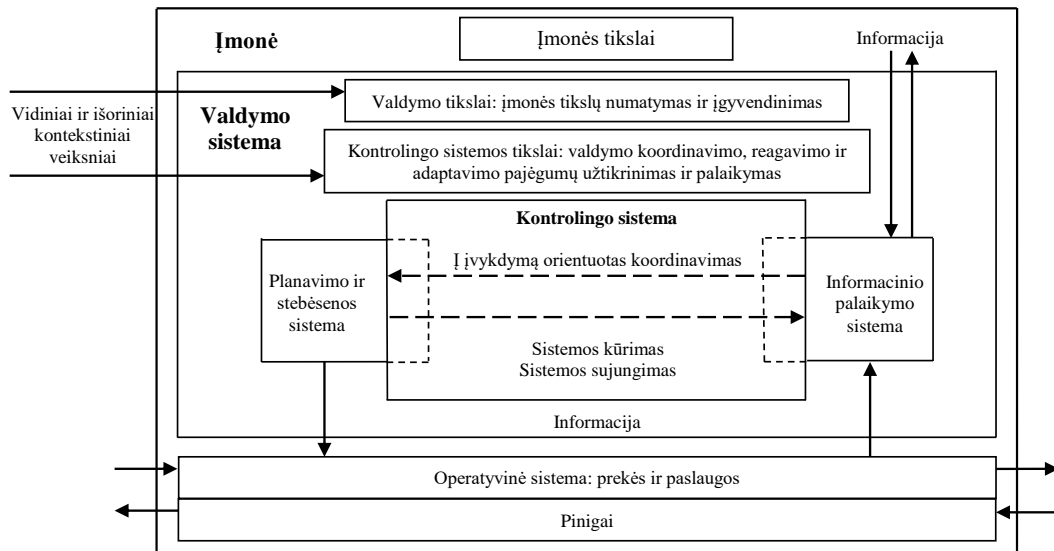 Įmonė
Įmonės tikslai
Informacija
Vidiniai ir išoriniai
kontekstiniai
veiksniai
Valdymo
sistema
Valdymo tikslai: įmonės tikslų numatymas ir įgyvendinimas
Kontrolingo sistemos tikslai: valdymo koordinavimo, reagavimo ir
adaptavimo pajėgumų užtikrinimas ir palaikymas
Kontrolingo sistema
Į įvykdymą orientuotas koordinavimas
Planavimo ir
stebėsenos
sistema
Informacinio
palaikymo
sistema
Sistemos kūrimas
Sistemos sujungimas
Informacija
Operatyvinė sistema: prekės ir paslaugos
Pinigai